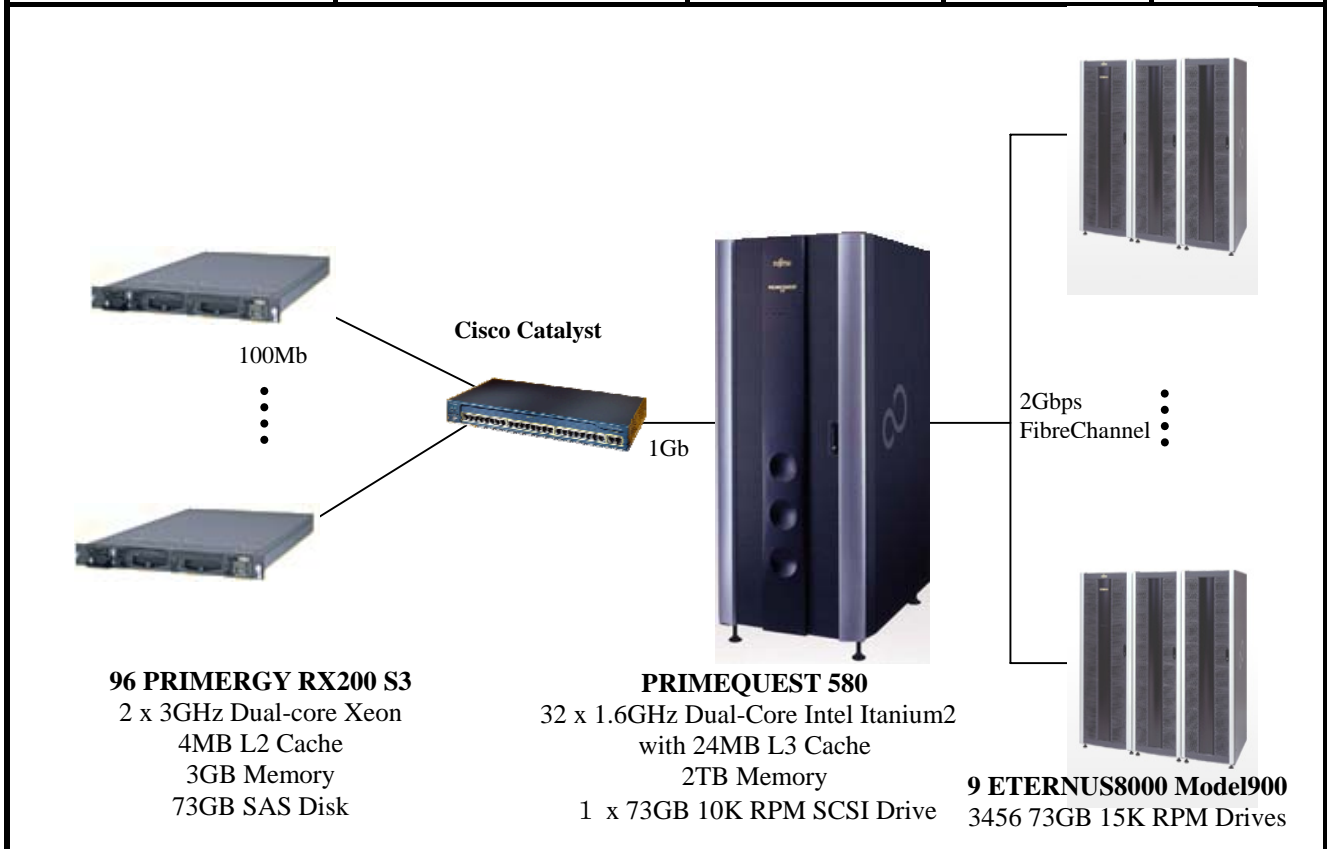 Cisco Catalyst
100Mb
1Gb
2Gbps
FibreChannel
96 PRIMERGY RX200 S3
2 x 3GHz Dual-core Xeon
4MB L2 Cache
3GB Memory
73GB SAS Disk
PRIMEQUEST 580
32 x 1.6GHz Dual-Core Intel Itanium2
with 24MB L3 Cache
2TB Memory
1 x 73GB 10K RPM SCSI Drive
9 ETERNUS8000 Model900
3456 73GB 15K RPM Drives